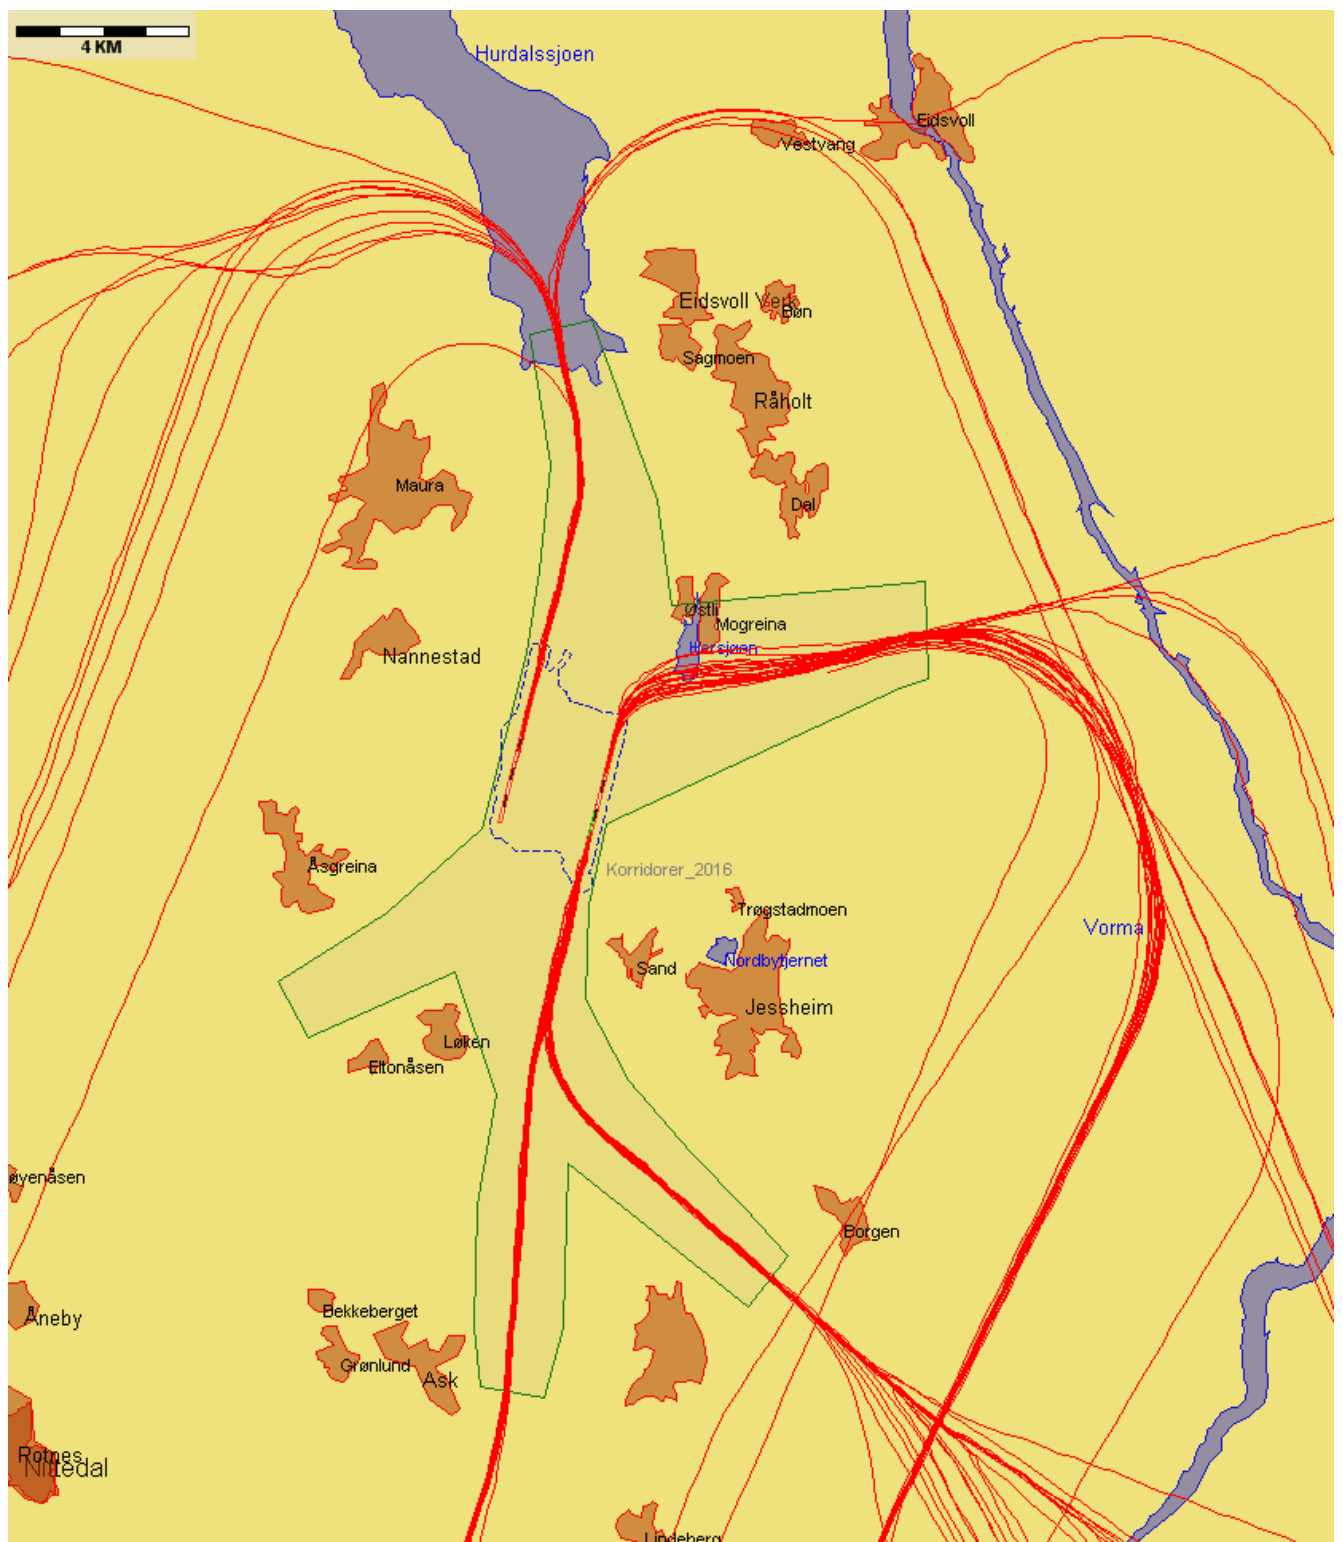 4 KM
Hurdalssjoen
Eidsvoll
Vestvang
Eidsvoll Verk
Bøn
Sagmoen
Råholt
Maura
Dal
Østli
Mogreina
Hersjøen
Nannestad
Åsgreina
Korridorer_2016
Trøgstadmoen
Vorma
Sand
Nordbytjernet
Jessheim
Løken
Eltonåsen
øyenåsen
Borgen
Bekkeberget
Åneby
Grønlund
Ask
Rotnes
Nittedal
Lindeberg